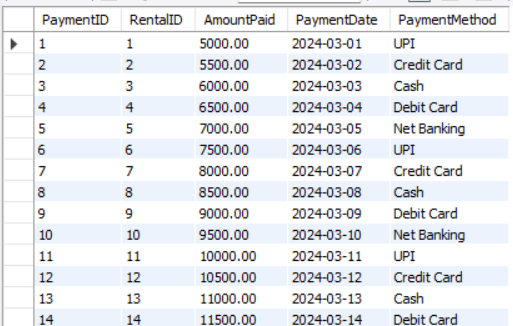 PaymentID RentalID AmountPaid PaymentDate PaymentMethod
1 1 5000.00 2024-03-01 UPI
2 2 5500.00 2024-03-02 Credit Card
3 3 6000.00 2024-03-03 Cash
4 4 6500.00 2024-03-04 Debit Card
5 5 7000.00 2024-03-05 Net Banking
6 6 7500.00 2024-03-06 UPI
7 7 8000.00 2024-03-07 Credit Card
8 8 8500.00 2024-03-08 Cash
9 9 9000.00 2024-03-09 Debit Card
10 10 9500.00 2024-03-10 Net Banking
11 11 10000.00 2024-03-11 UPI
12 12 10500.00 2024-03-12 Credit Card
13 13 11000.00 2024-03-13 Cash
14 14 11500.00 2024-03-14 Debit Card